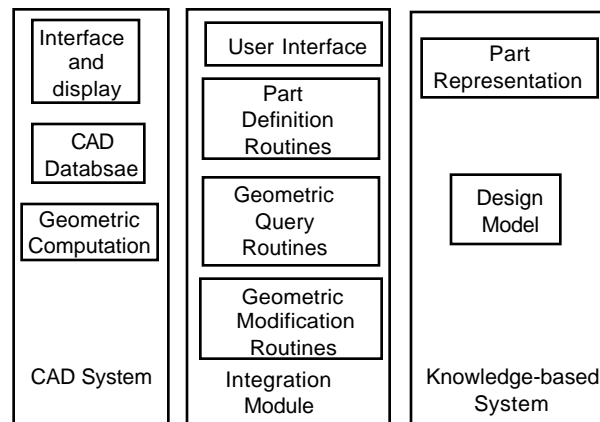 Interface
and
display
CAD
Databsae
Geometric
Computation
CAD System
User Interface
Part
Definition
Routines
Geometric
Query
Routines
Geometric
Modification
Routines
Integration
Module
Part
Representation
Design
Model
Knowledge-based
System